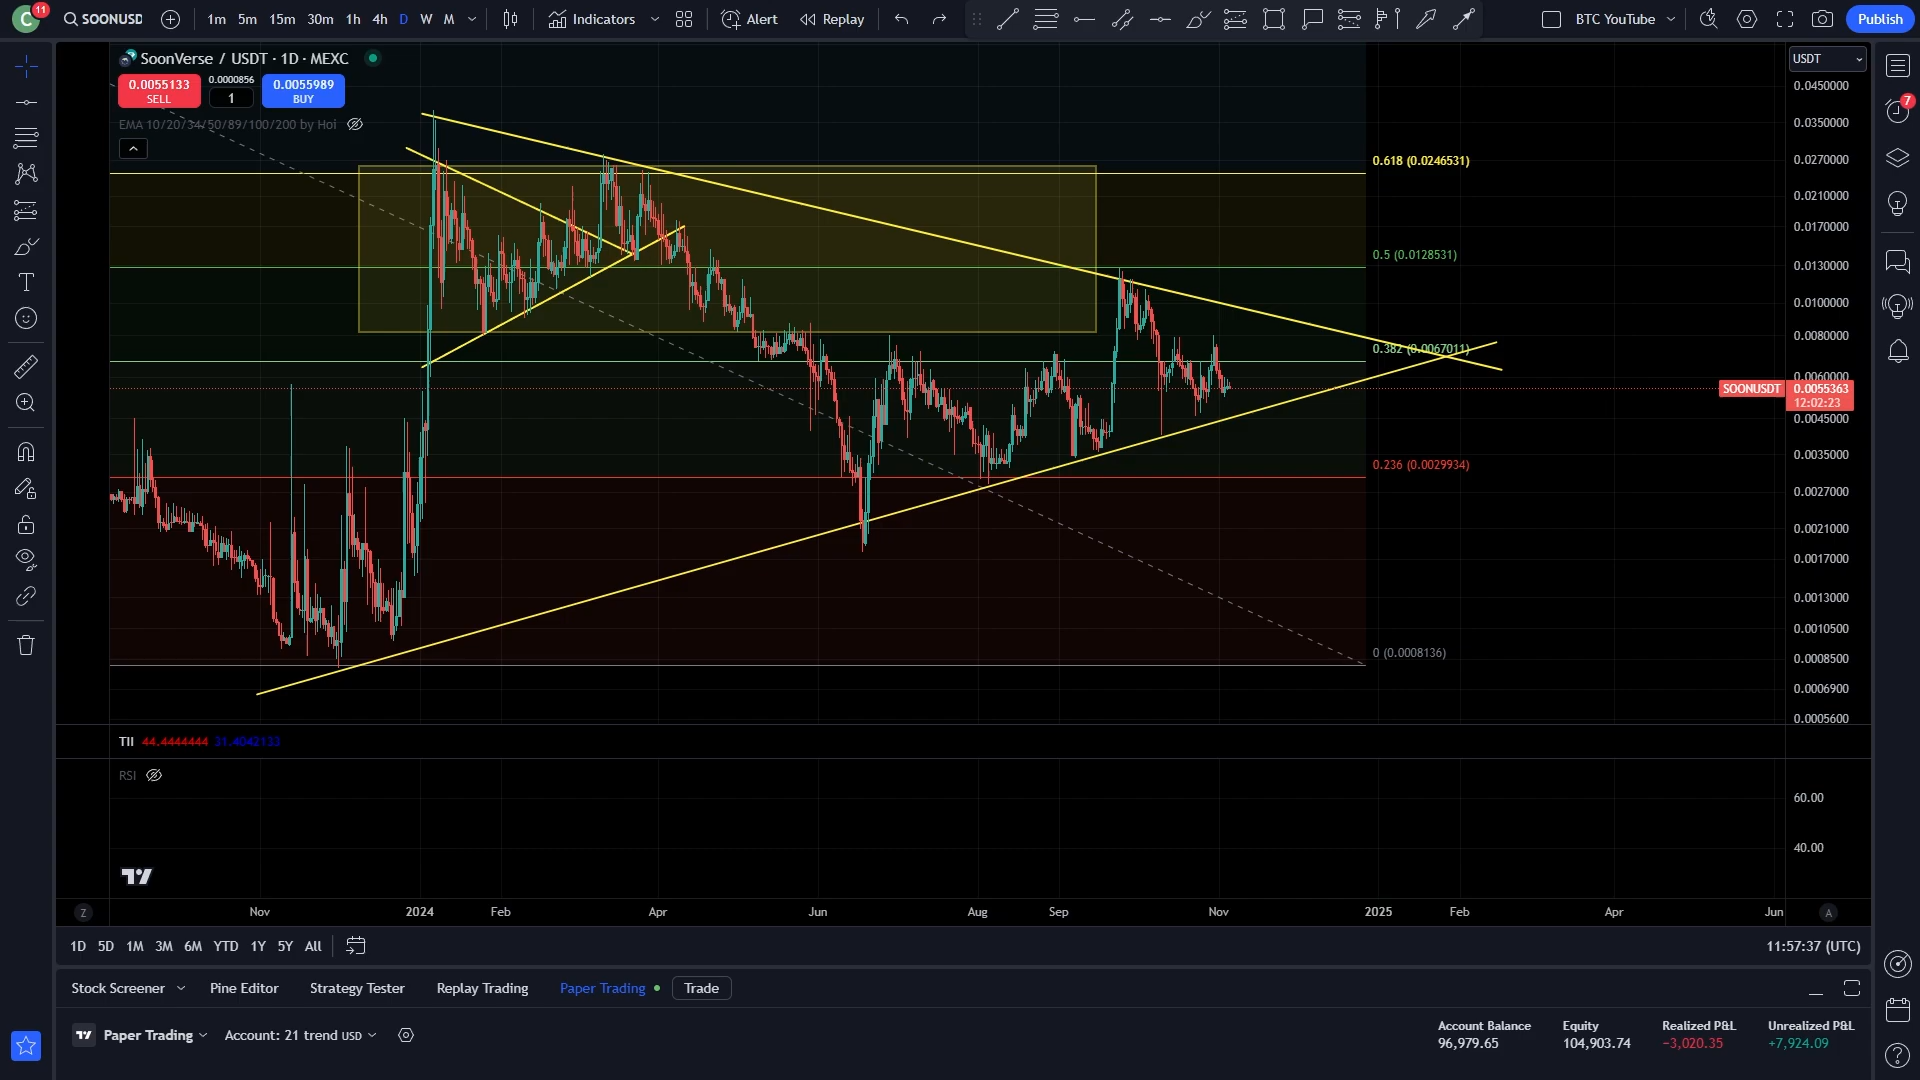 C 11 SOONUSD 1m 5m 15m 30m 1h 4h D W M Indicators Alert Replay BTC YouTube Publish
SoonVerse / USDT · 1D · MEXC
USDT
0.0055133 SELL
0.0000856
1
0.0055989 BUY
EMA 10/20/34/50/89/100/200 by Hoi
7
0.0450000
0.0350000
0.0270000
0.0210000
0.0170000
0.0130000
0.0100000
0.0080000
0.0060000
SOONUSDT 0.0055363
12:02:23
0.0045000
0.0035000
0.0027000
0.0021000
0.0017000
0.0013000
0.0010500
0.0008500
0.0006900
0.0005600
0.618 (0.0246531)
0.5 (0.0128531)
0.382 (0.0067011)
0.236 (0.0029934)
0 (0.0008136)
TII 44.4444444 31.4042133
RSI
60.00
40.00
Z Nov 2024 Feb Apr Jun Aug Sep Nov 2025 Feb Apr Jun A
1D 5D 1M 3M 6M YTD 1Y 5Y All 11:57:37 (UTC)
Stock Screener Pine Editor Strategy Tester Replay Trading Paper Trading Trade
Paper Trading Account: 21 trend USD
Account Balance Equity Realized P&L Unrealized P&L
96,979.65 104,903.74 −3,020.35 +7,924.09